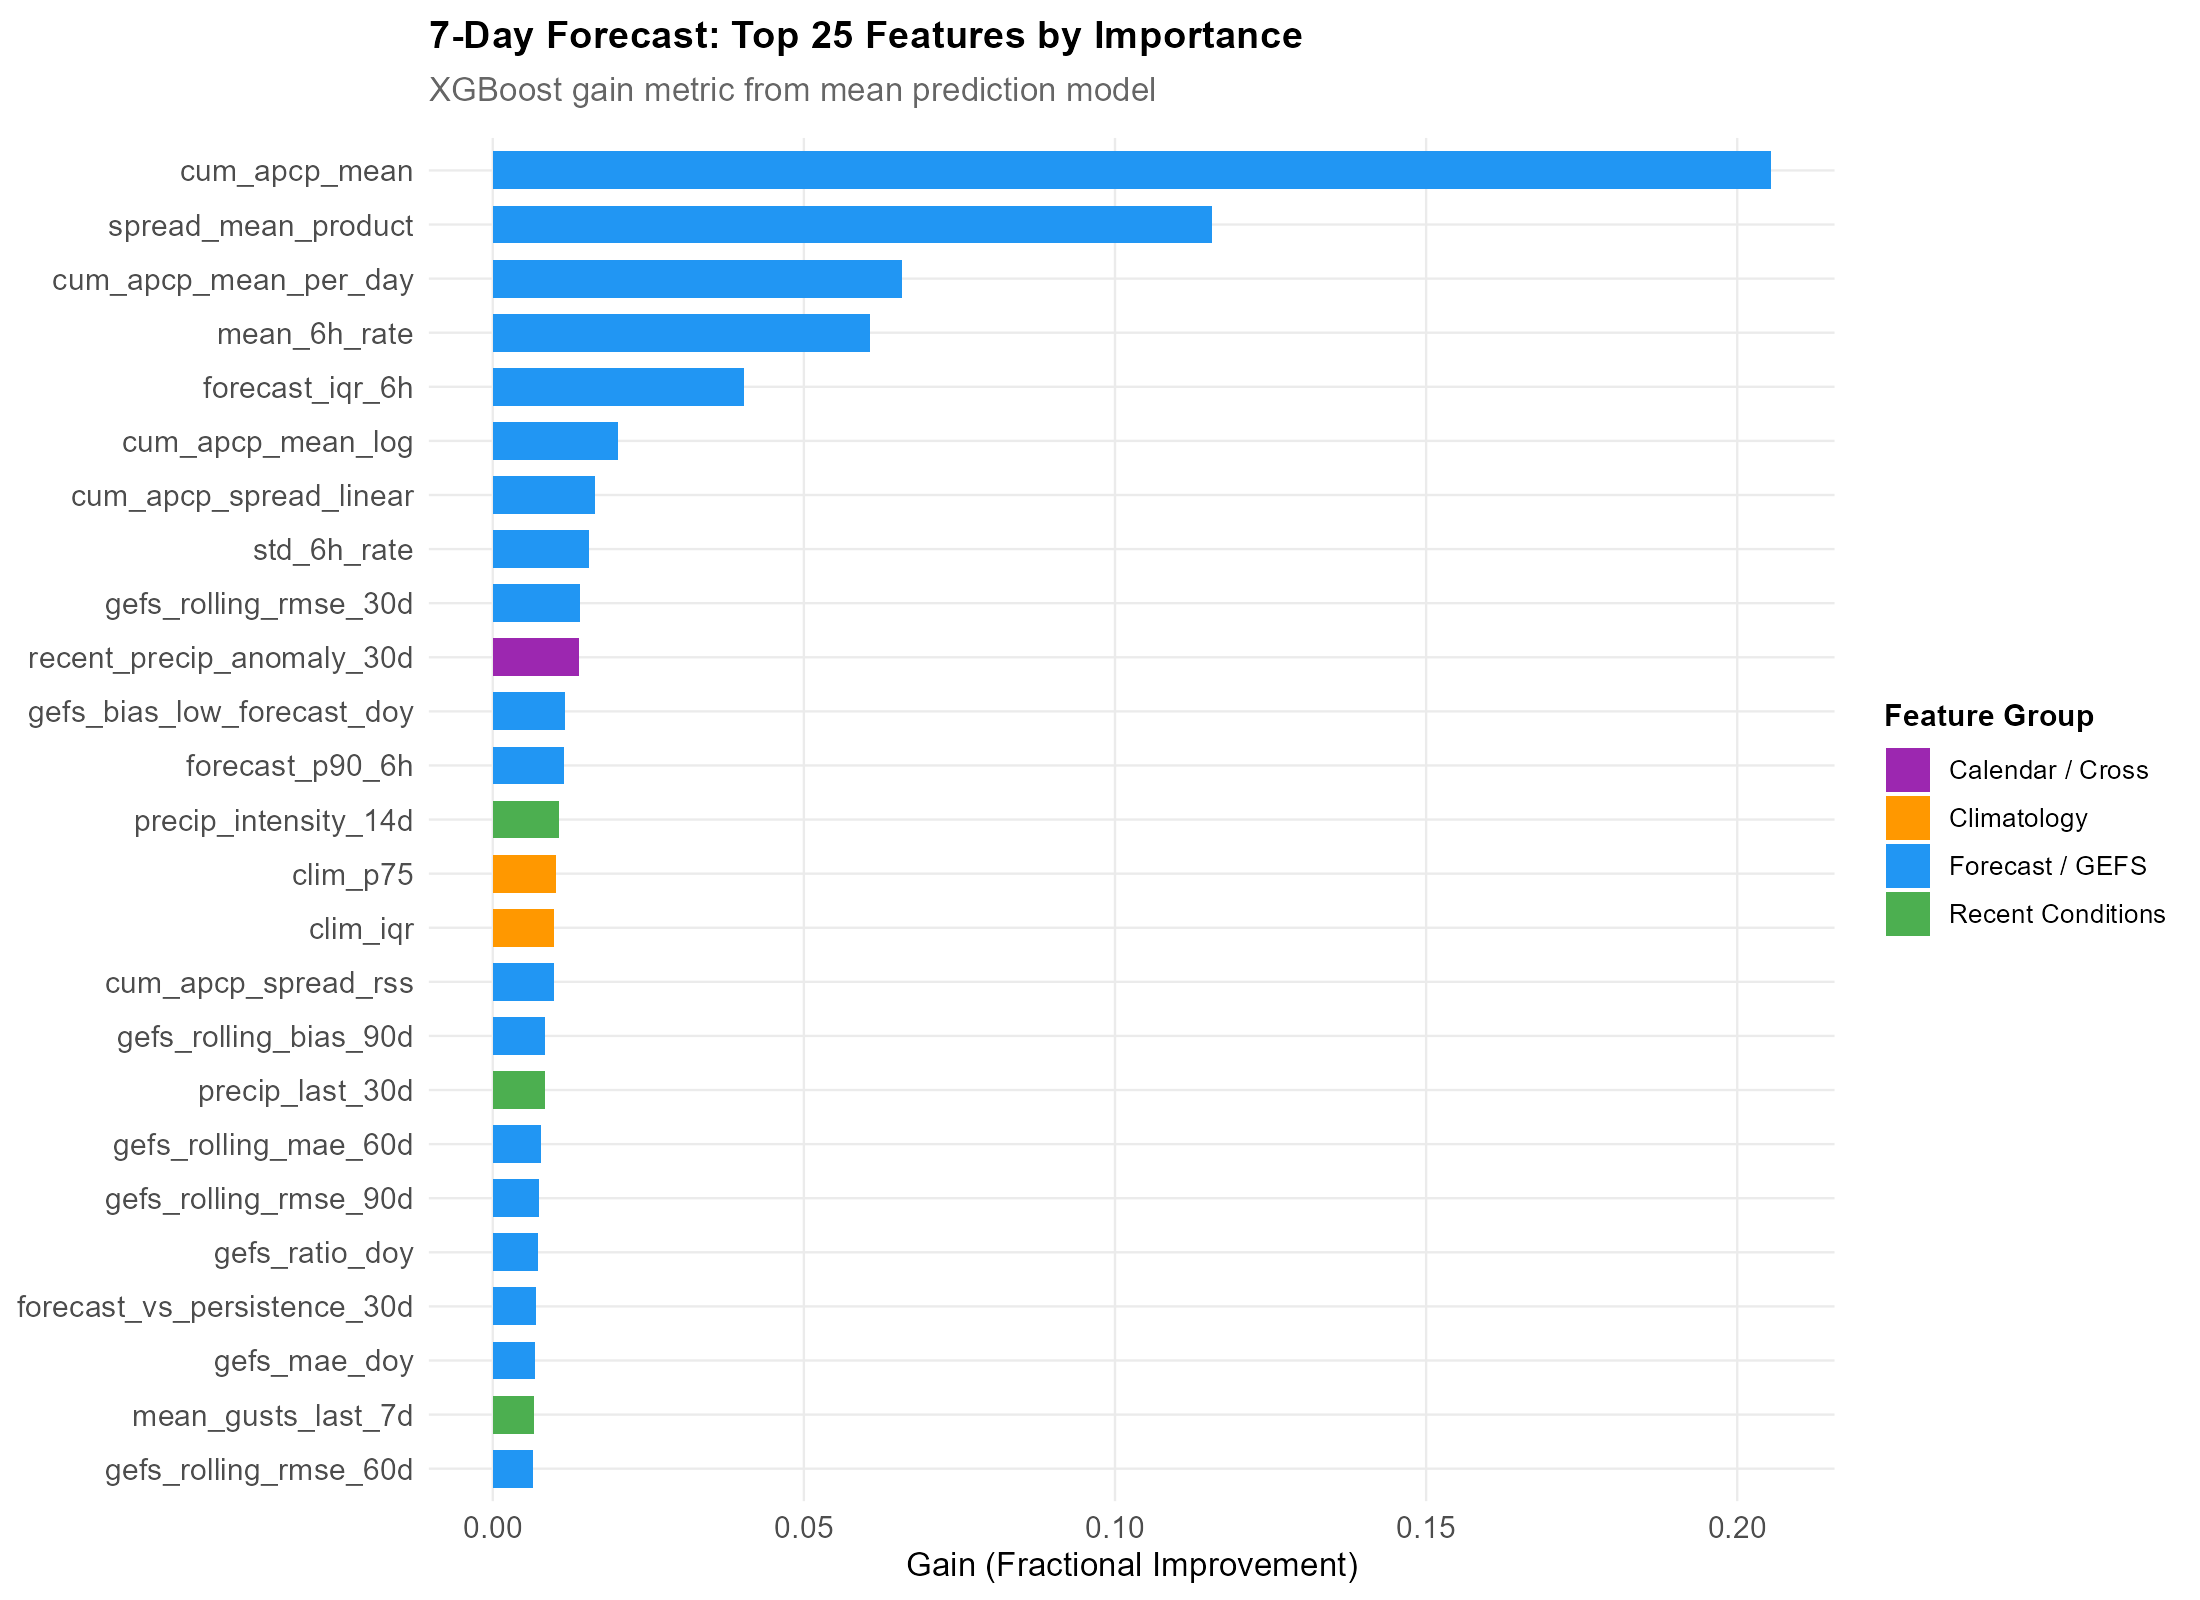 7-Day Forecast: Top 25 Features by Importance
XGBoost gain metric from mean prediction model
cum_apcp_mean
spread_mean_product
cum_apcp_mean_per_day
mean_6h_rate
forecast_iqr_6h
cum_apcp_mean_log
cum_apcp_spread_linear
std_6h_rate
gefs_rolling_rmse_30d
recent_precip_anomaly_30d
gefs_bias_low_forecast_doy
forecast_p90_6h
precip_intensity_14d
clim_p75
clim_iqr
cum_apcp_spread_rss
gefs_rolling_bias_90d
precip_last_30d
gefs_rolling_mae_60d
gefs_rolling_rmse_90d
gefs_ratio_doy
forecast_vs_persistence_30d
gefs_mae_doy
mean_gusts_last_7d
gefs_rolling_rmse_60d
0.00 0.05 0.10 0.15 0.20
Gain (Fractional Improvement)
Feature Group
Calendar / Cross
Climatology
Forecast / GEFS
Recent Conditions